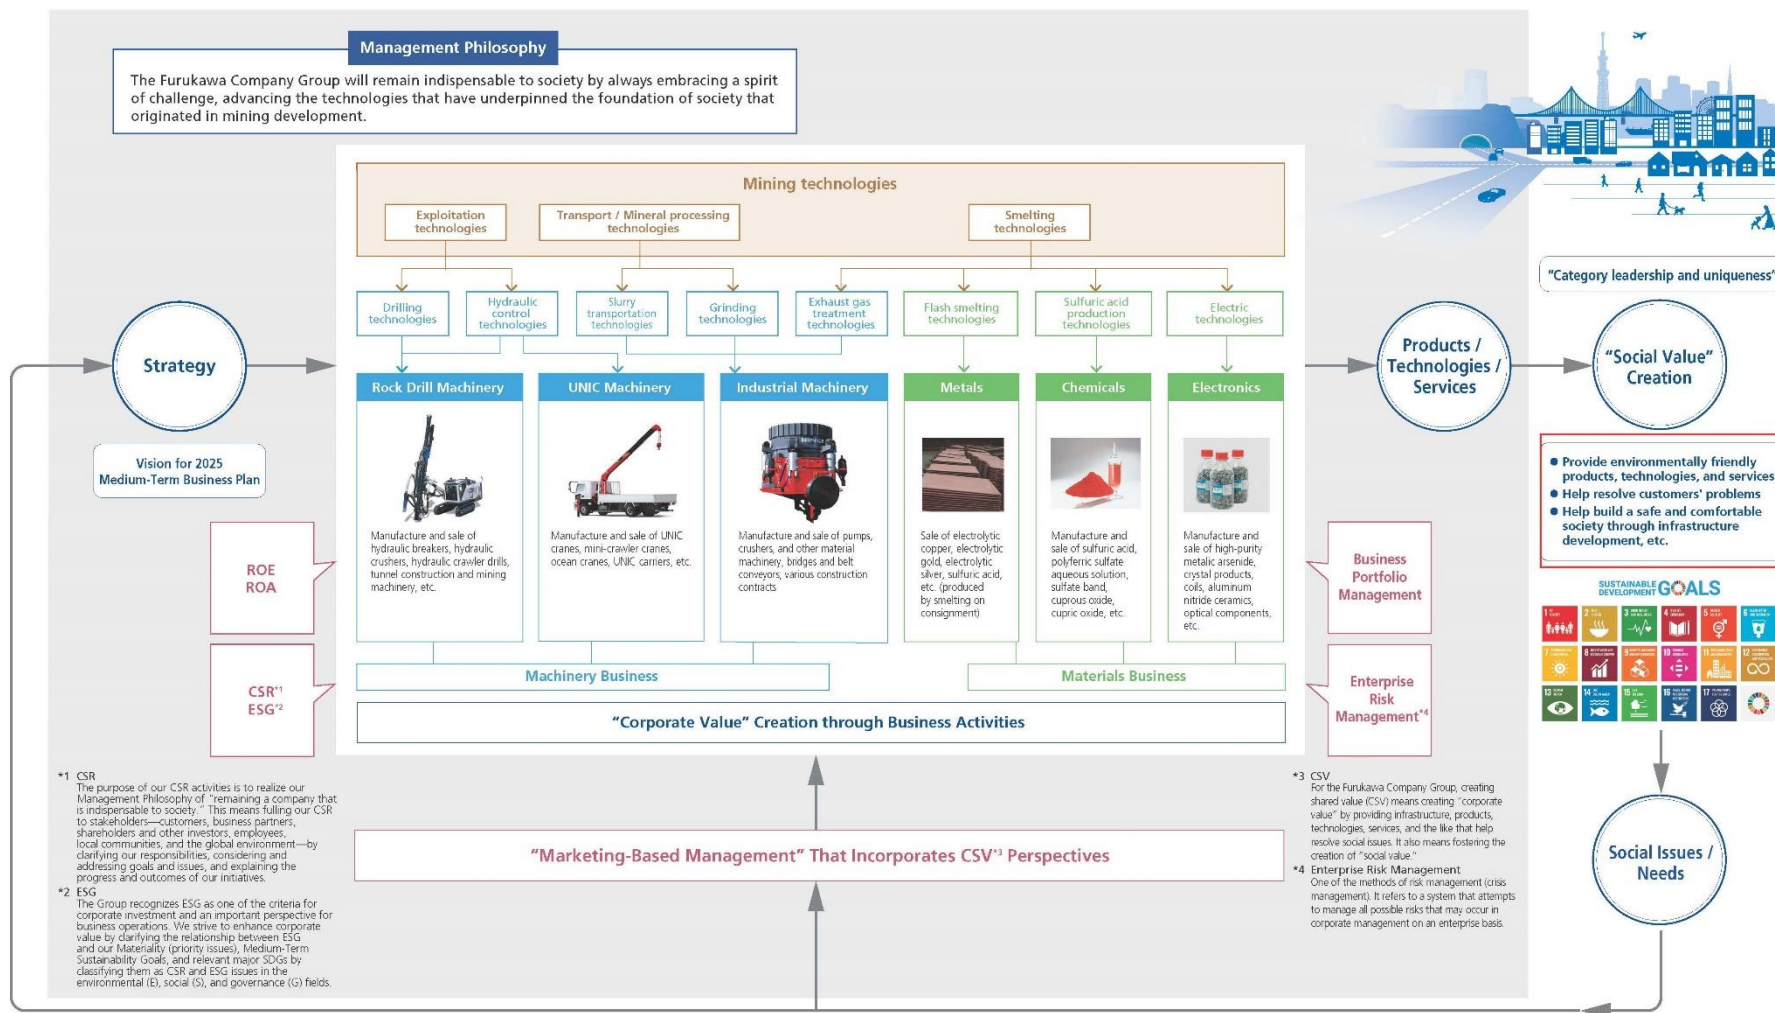 Management Philosophy
The Furukawa Company Group will remain indispensable to society by always embracing a spirit
of challenge, advancing the technologies that have underpinned the foundation of society that
originated in mining development.
Mining technologies
Exploitation
technologies
Transport / Mineral processing
technologies
Smelting
technologies
Drilling
technologies
Hydraulic
control
technologies
Slurry
transportation
technologies
Grinding
technologies
Exhaust gas
treatment
technologies
Flash smelting
technologies
Sulfuric acid
production
technologies
Electric
technologies
Strategy
Vision for 2025
Medium-Term Business Plan
Rock Drill Machinery
Manufacture and sale of
hydraulic breakers, hydraulic
crushers, hydraulic crawler drills,
tunnel construction and mining
machinery, etc.
UNIC Machinery
Manufacture and sale of UNIC
cranes, mini-crawler cranes,
ocean cranes, UNIC carriers, etc.
Industrial Machinery
Manufacture and sale of pumps,
crushers, and other material
machinery, bridges and belt
conveyors, various construction
contracts
Metals
Sale of electrolytic
copper, electrolytic
gold, electrolytic
silver, sulfuric acid,
etc. (produced
by smelting on
consignment)
Chemicals
Manufacture and
sale of sulfuric acid,
polyferric sulfate
aqueous solution,
sulfate band,
cuprous oxide,
cupric oxide, etc.
Electronics
Manufacture and
sale of high-purity
metalic arsenide,
crystal products,
coils, aluminum
nitride ceramics,
optical components,
etc.
Machinery Business
Materials Business
"Corporate Value" Creation through Business Activities
ROE
ROA
CSR*1
ESG*2
Business
Portfolio
Management
Enterprise
Risk
Management*4
"Marketing-Based Management" That Incorporates CSV*3 Perspectives
*1 CSR
The purpose of our CSR activities is to realize our
Management Philosophy of "remaining a company that
is indispensable to society." This means fulling our CSR
to stakeholders—customers, business partners,
shareholders and other investors, employees,
local communities, and the global environment—by
clarifying our responsibilities, considering and
addressing goals and issues, and explaining the
progress and outcomes of our initiatives.
*2 ESG
The Group recognizes ESG as one of the criteria for
corporate investment and an important perspective for
business operations. We strive to enhance corporate
value by clarifying the relationship between ESG
and our Materiality (priority issues), Medium-Term
Sustainability Goals, and relevant major SDGs by
classifying them as CSR and ESG issues in the
environmental (E), social (S), and governance (G) fields.
*3 CSV
For the Furukawa Company Group, creating
shared value (CSV) means creating "corporate
value" by providing infrastructure, products,
technologies, services, and the like that help
resolve social issues. It also means fostering the
creation of "social value."
*4 Enterprise Risk Management
One of the methods of risk management (crisis
management). It refers to a system that attempts
to manage all possible risks that may occur in
corporate management on an enterprise basis.
Products /
Technologies /
Services
"Category leadership and uniqueness"
"Social Value"
Creation
● Provide environmentally friendly
products, technologies, and services
● Help resolve customers' problems
● Help build a safe and comfortable
society through infrastructure
development, etc.
SUSTAINABLE
DEVELOPMENT GOALS
1 2 3 4 5 6
7 8 9 10 11 12
13 14 15 16 17
Social Issues /
Needs